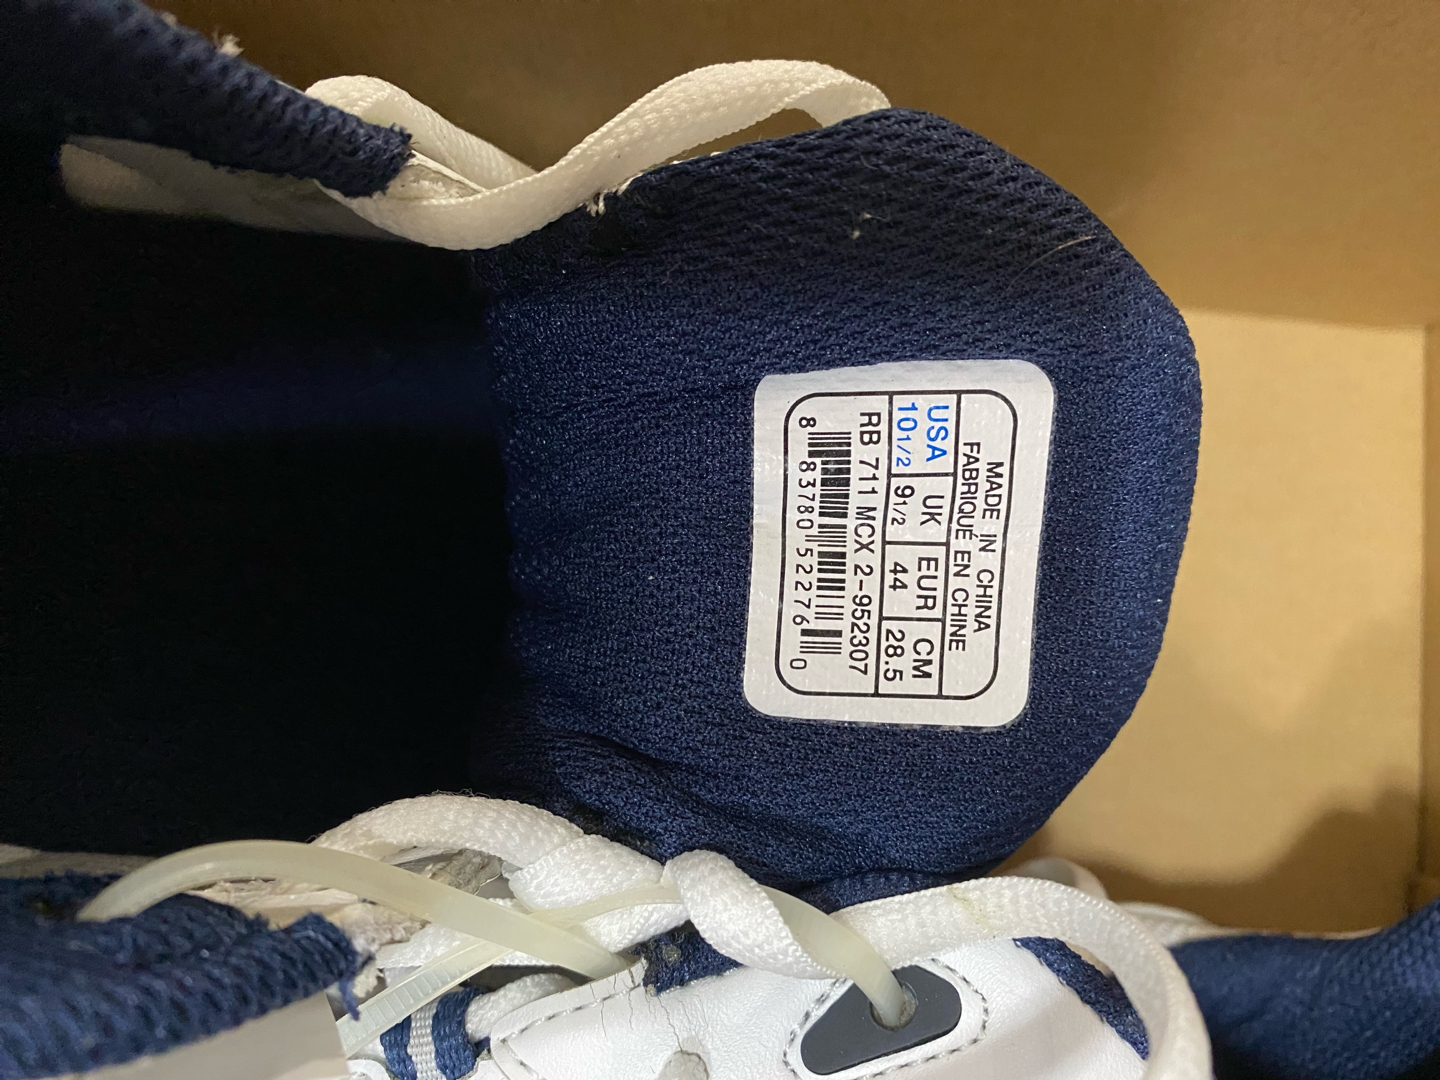 MADE IN CHINA
FABRIQUÉ EN CHINE
USA UK EUR CM
10 1/2 9 1/2 44 28.5
RB 711 MCX 2-952307
8 83780 52276 0